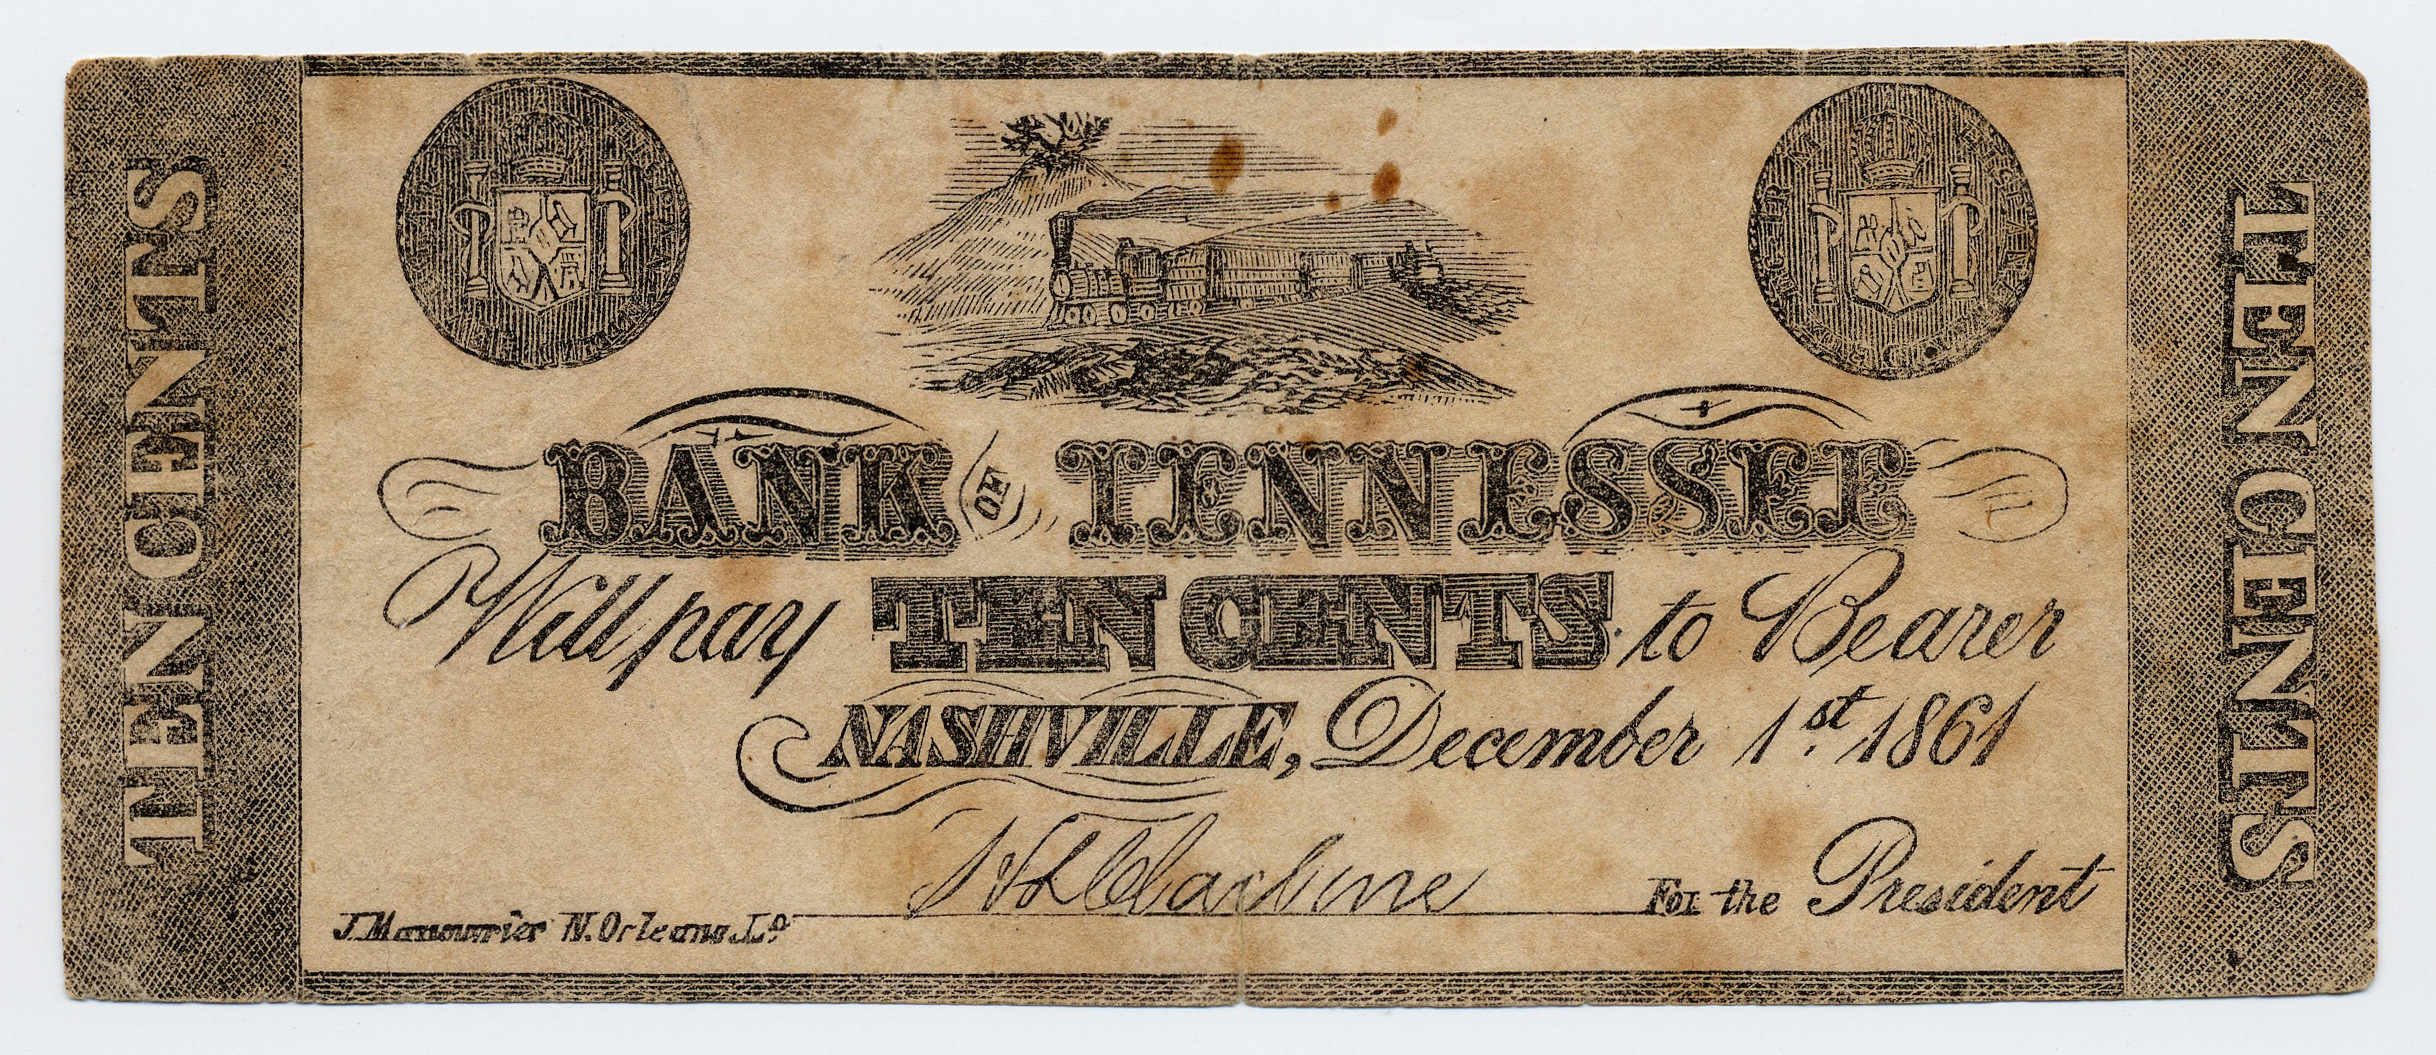 TEN CENTS
BANK OF TENNESSEE
Will pay TEN CENTS to Bearer
NASHVILLE, December 1st 1861
For the President
J. Manouvrier N. Orleans Lo
TEN CENTS